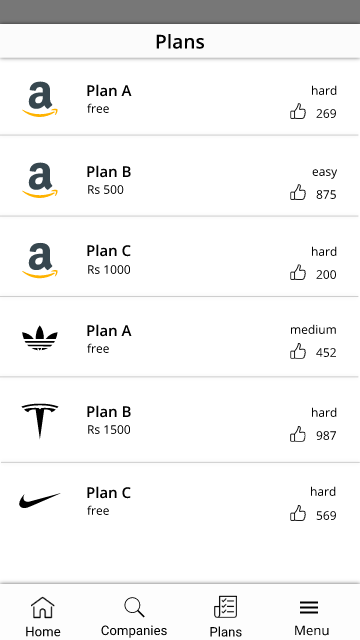 Plans
Plan A
free
hard
269
Plan B
Rs 500
easy
875
Plan C
Rs 1000
hard
200
Plan A
free
medium
452
Plan B
Rs 1500
hard
987
Plan C
free
hard
569
Home
Companies
Plans
Menu